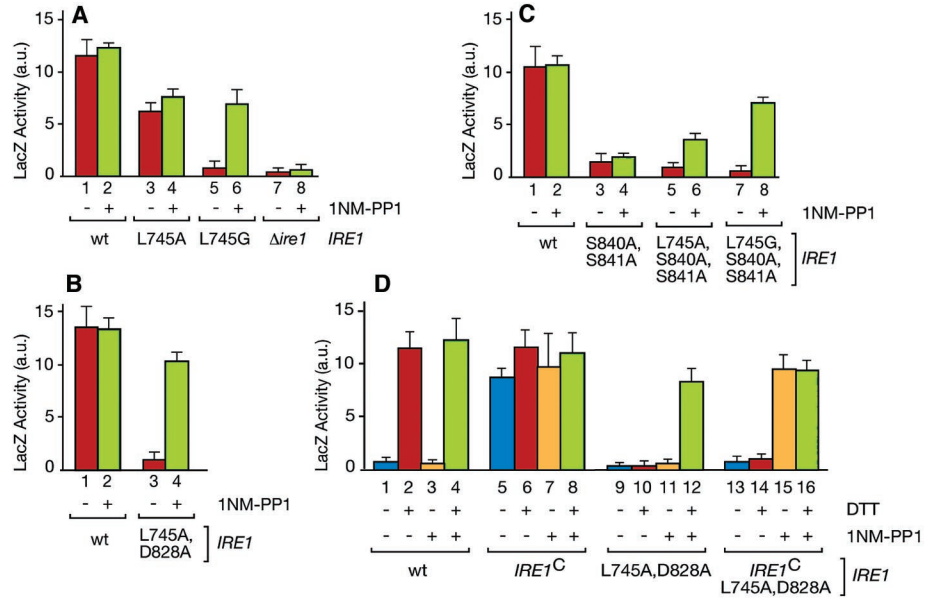 A
LacZ Activity (a.u.)
15
10
5
0
1 2 3 4 5 6 7 8
- + - + - + - + 1NM-PP1
wt L745A L745G Δire1 IRE1
B
LacZ Activity (a.u.)
15
10
5
0
1 2 3 4
- + - + 1NM-PP1
wt L745A, D828A IRE1
C
LacZ Activity (a.u.)
15
10
5
0
1 2 3 4 5 6 7 8
- + - + - + - + 1NM-PP1
wt S840A, L745A, L745G,
S841A S840A, S840A, IRE1
S841A S841A
D
LacZ Activity (a.u.)
15
10
5
0
1 2 3 4 5 6 7 8 9 10 11 12 13 14 15 16
- + - + - + - + - + - + - + - + DTT
- - + + - - + + - - + + - - + + 1NM-PP1
wt IRE1C L745A,D828A IRE1C IRE1
L745A,D828A